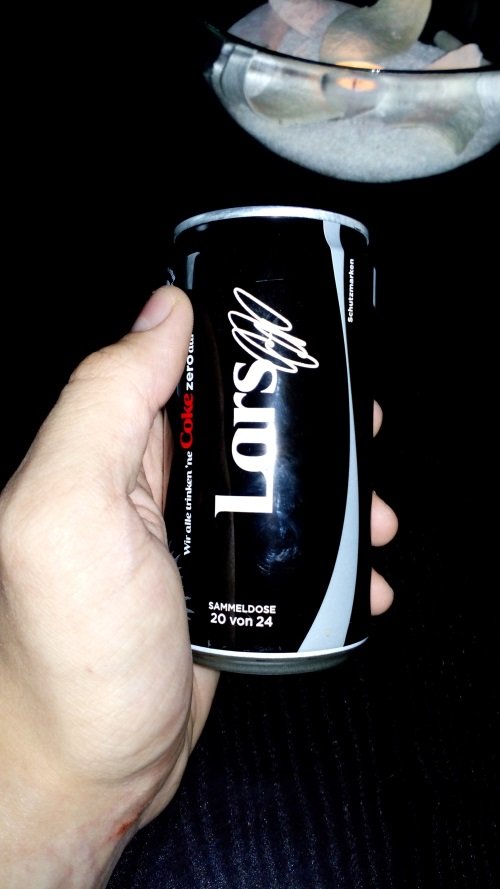 Wir alle trinken 'ne Coke zero
Lars
SAMMELDOSE
20 von 24
Schutzmarken